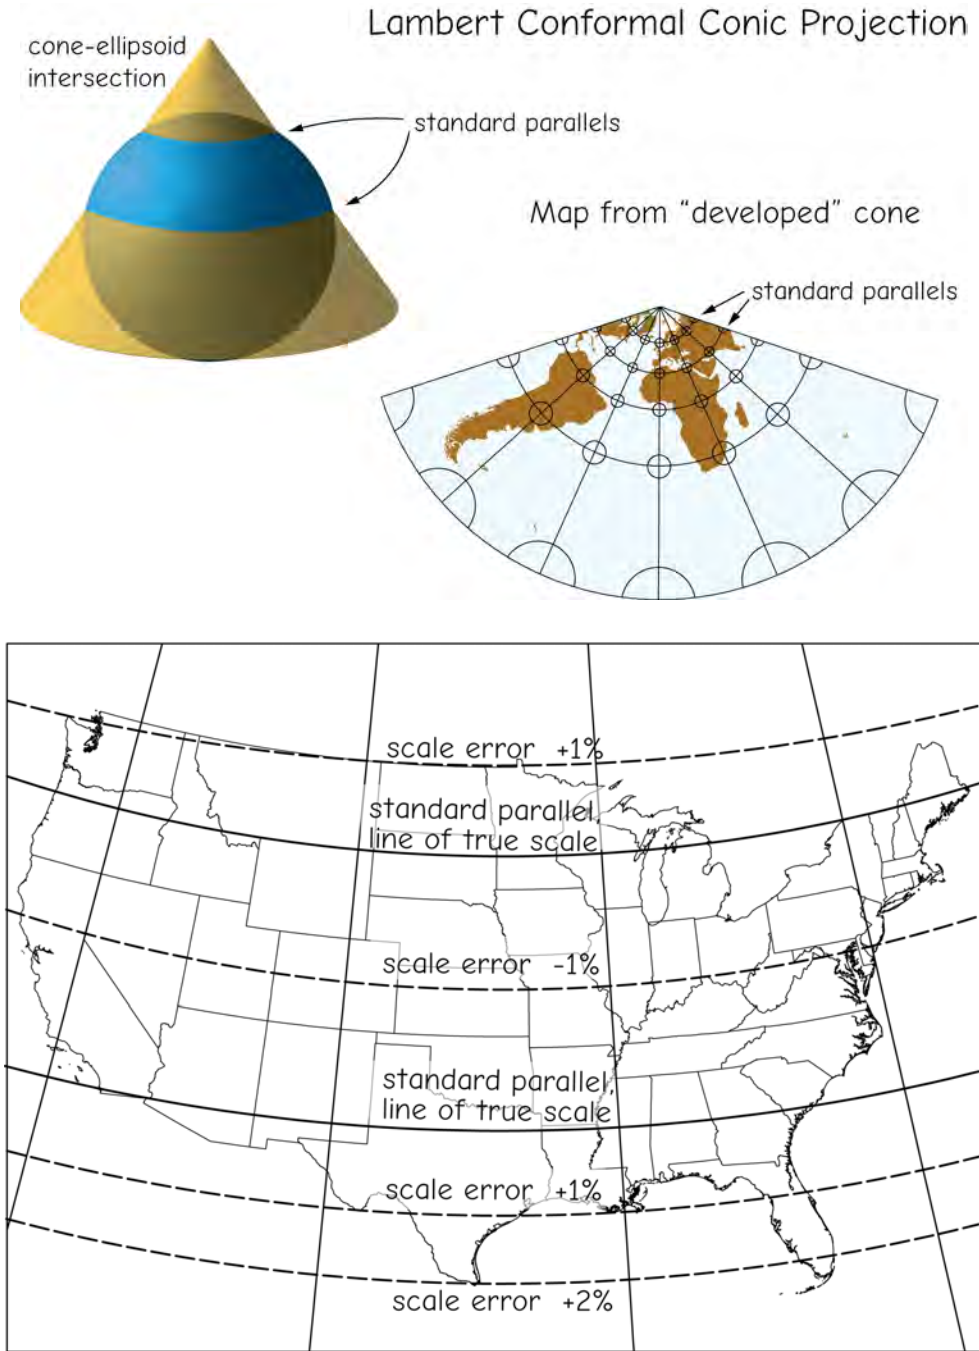 Lambert Conformal Conic Projection
cone-ellipsoid
intersection
standard parallels
Map from “developed” cone
standard parallels
scale error +1%
standard parallel,
line of true scale
scale error -1%
standard parallel,
line of true scale
scale error +1%
scale error +2%